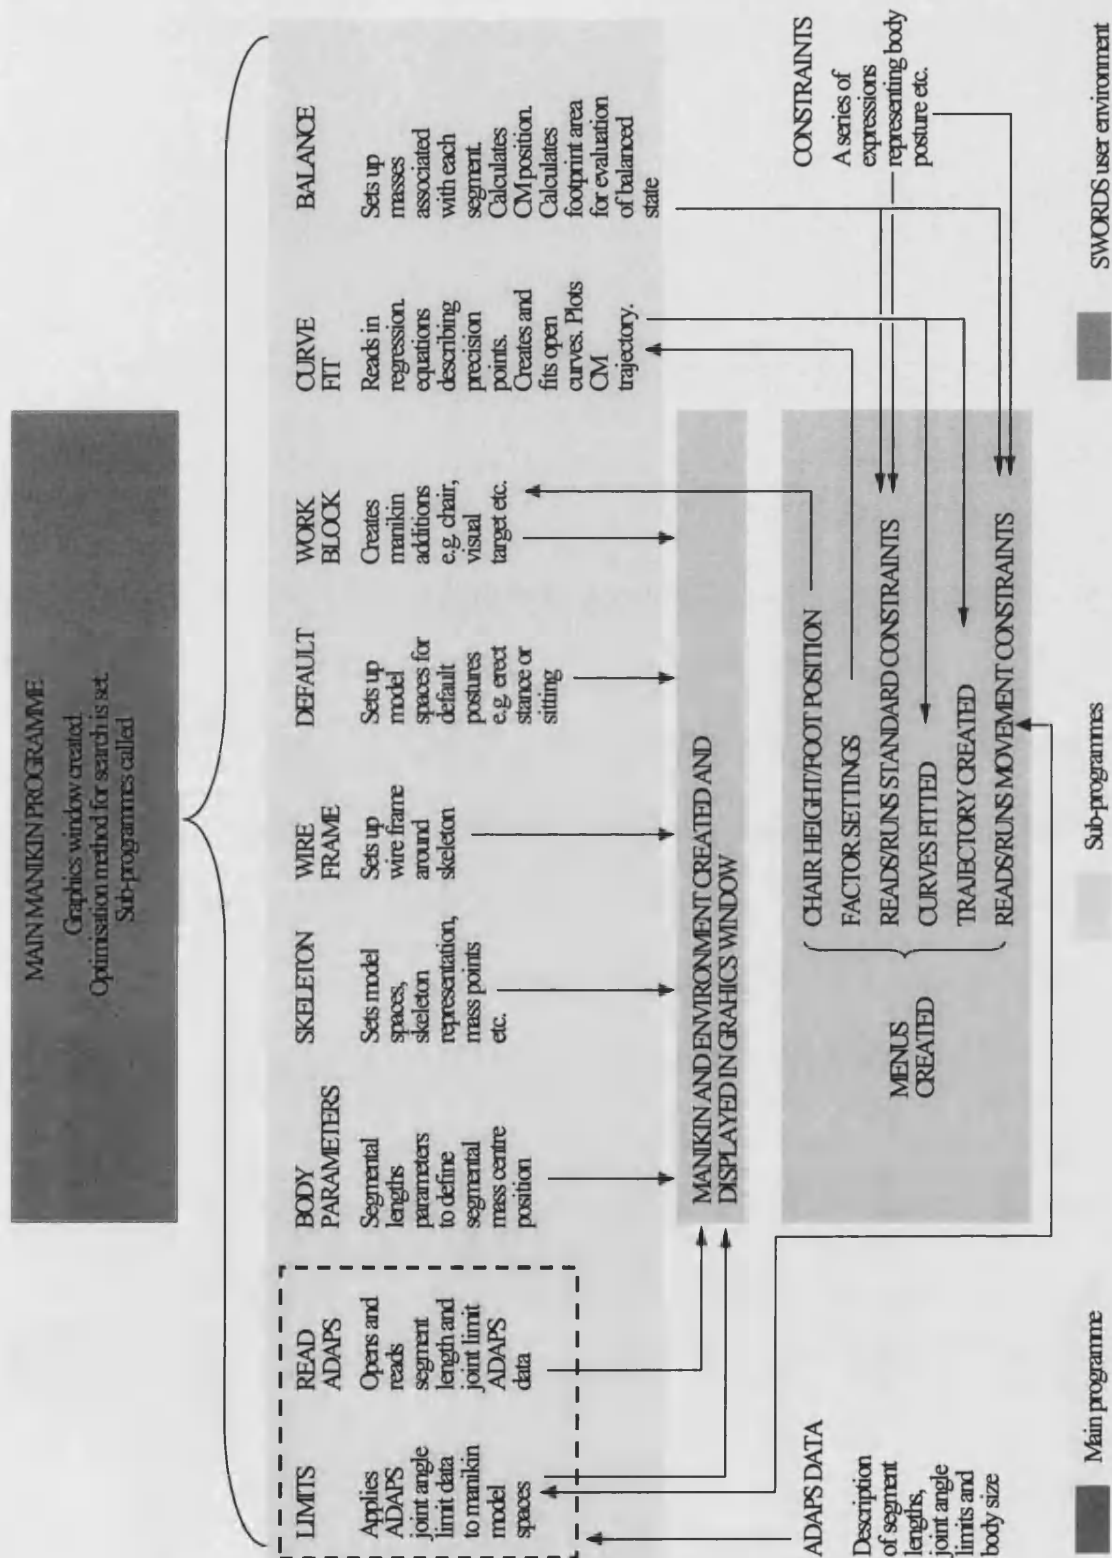 MAIN MANIKIN PROGRAMME
Graphics window created.
Optimisation method for search is set.
Sub-programmes called
LIMITS
Applies
ADAPS
joint angle
limit data
to manikin
model
spaces
READ
ADAPS
Opens and
reads
segment
length and
joint limit
ADAPS
data
BODY
PARAMETERS
Segmental
lengths
parameters
to define
segmental
mass centre
position
SKELETON
Sets model
spaces,
skeleton
representation,
mass points
etc.
WIRE
FRAME
Sets up
wire frame
around
skeleton
DEFAULT
Sets up
model
spaces for
default
postures
e.g. erect
stance or
sitting
WORK
BLOCK
Creates
manikin
additions
e.g. chair,
visual
target etc.
CURVE
FIT
Reads in
regression.
equations
describing
precision
points.
Creates and
fits open
curves. Plots
CM
trajectory.
BALANCE
Sets up
masses
associated
with each
segment.
Calculates
CM position.
Calculates
footprint area
for evaluation
of balanced
state
MANIKIN AND ENVIRONMENT CREATED AND
DISPLAYED IN GRAHICS WINDOW
ADAPS DATA
Description
of segment
lengths,
joint angle
limits and
body size
MENUS
CREATED
CHAIR HEIGHT/FOOT POSITION
FACTOR SETTINGS
READS/RUNS STANDARD CONSTRAINTS
CURVES FITTED
TRAJECTORY CREATED
READS/RUNS MOVEMENT CONSTRAINTS
CONSTRAINTS
A series of
expressions
representing body
posture etc.
Main programme
Sub-programmes
SWORDS user environment